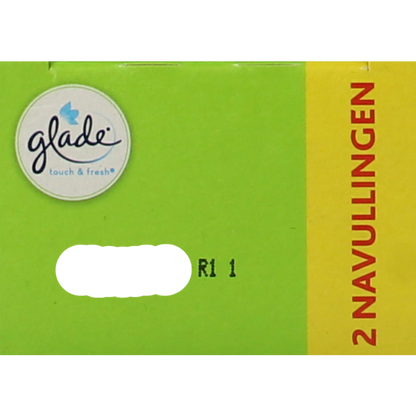 glade
touch & fresh®
R1 1
2 NAVULLINGEN